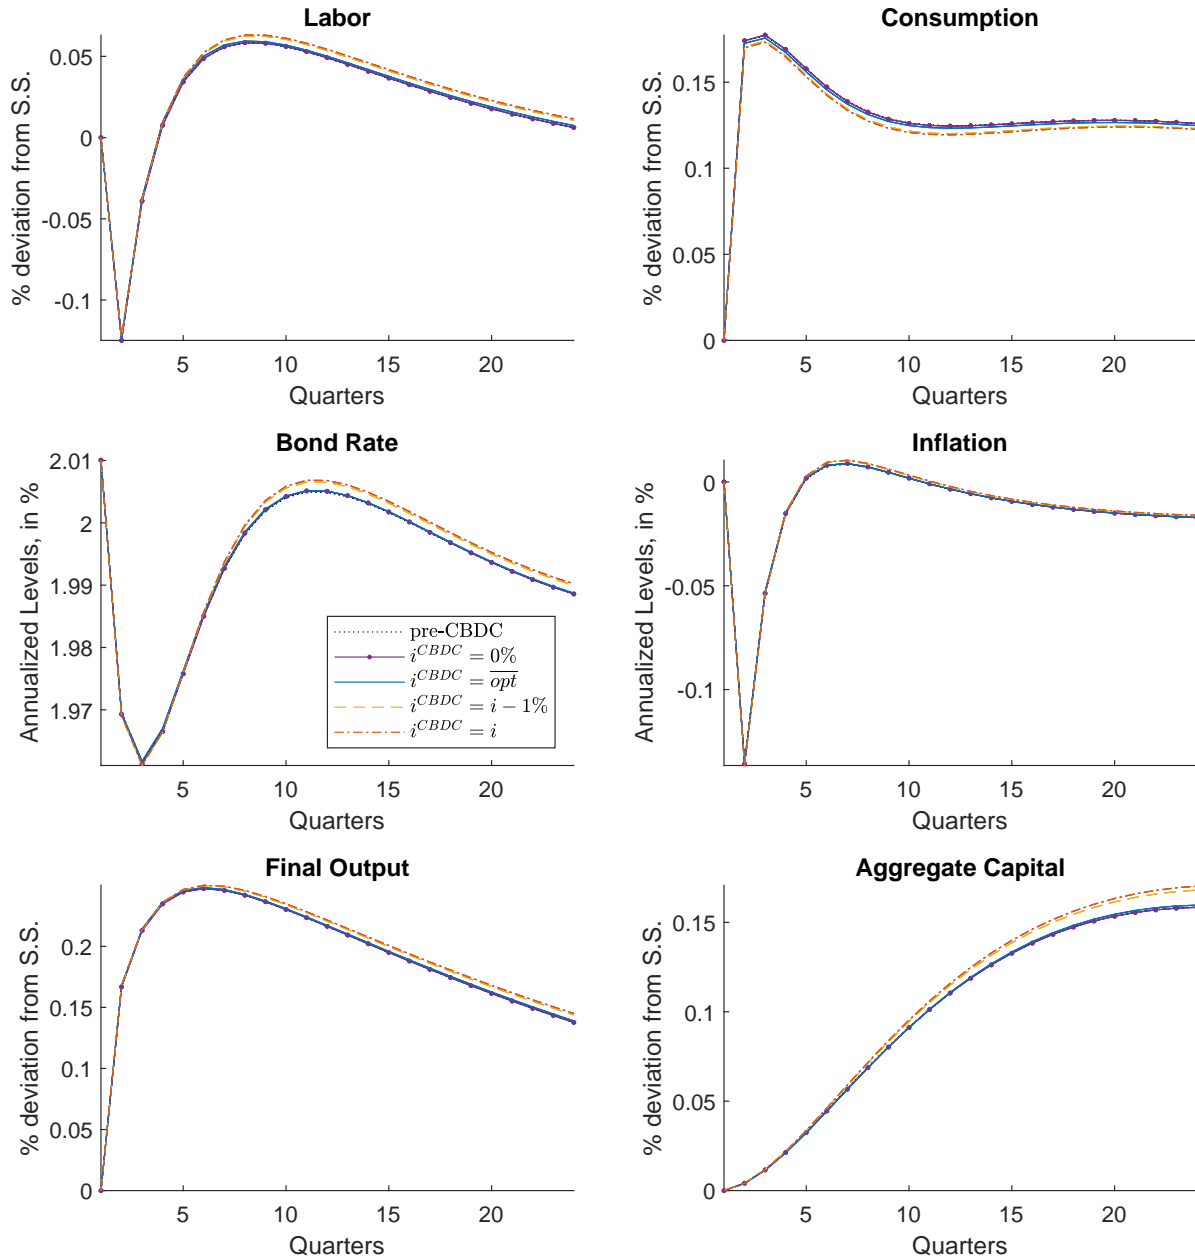 Labor
% deviation from S.S.
0.05
0
-0.05
-0.1
5
10
15
20
Quarters
Consumption
% deviation from S.S.
0.15
0.1
0.05
0
5
10
15
20
Quarters
Bond Rate
Annualized Levels, in %
2.01
2
1.99
1.98
1.97
5
10
15
20
Quarters
pre-CBDC
i^{CBDC} = 0%
i^{CBDC} = \overline{opt}
i^{CBDC} = i − 1%
i^{CBDC} = i
Inflation
Annualized Levels, in %
0
-0.05
-0.1
5
10
15
20
Quarters
Final Output
% deviation from S.S.
0.2
0.15
0.1
0.05
0
5
10
15
20
Quarters
Aggregate Capital
% deviation from S.S.
0.15
0.1
0.05
0
5
10
15
20
Quarters